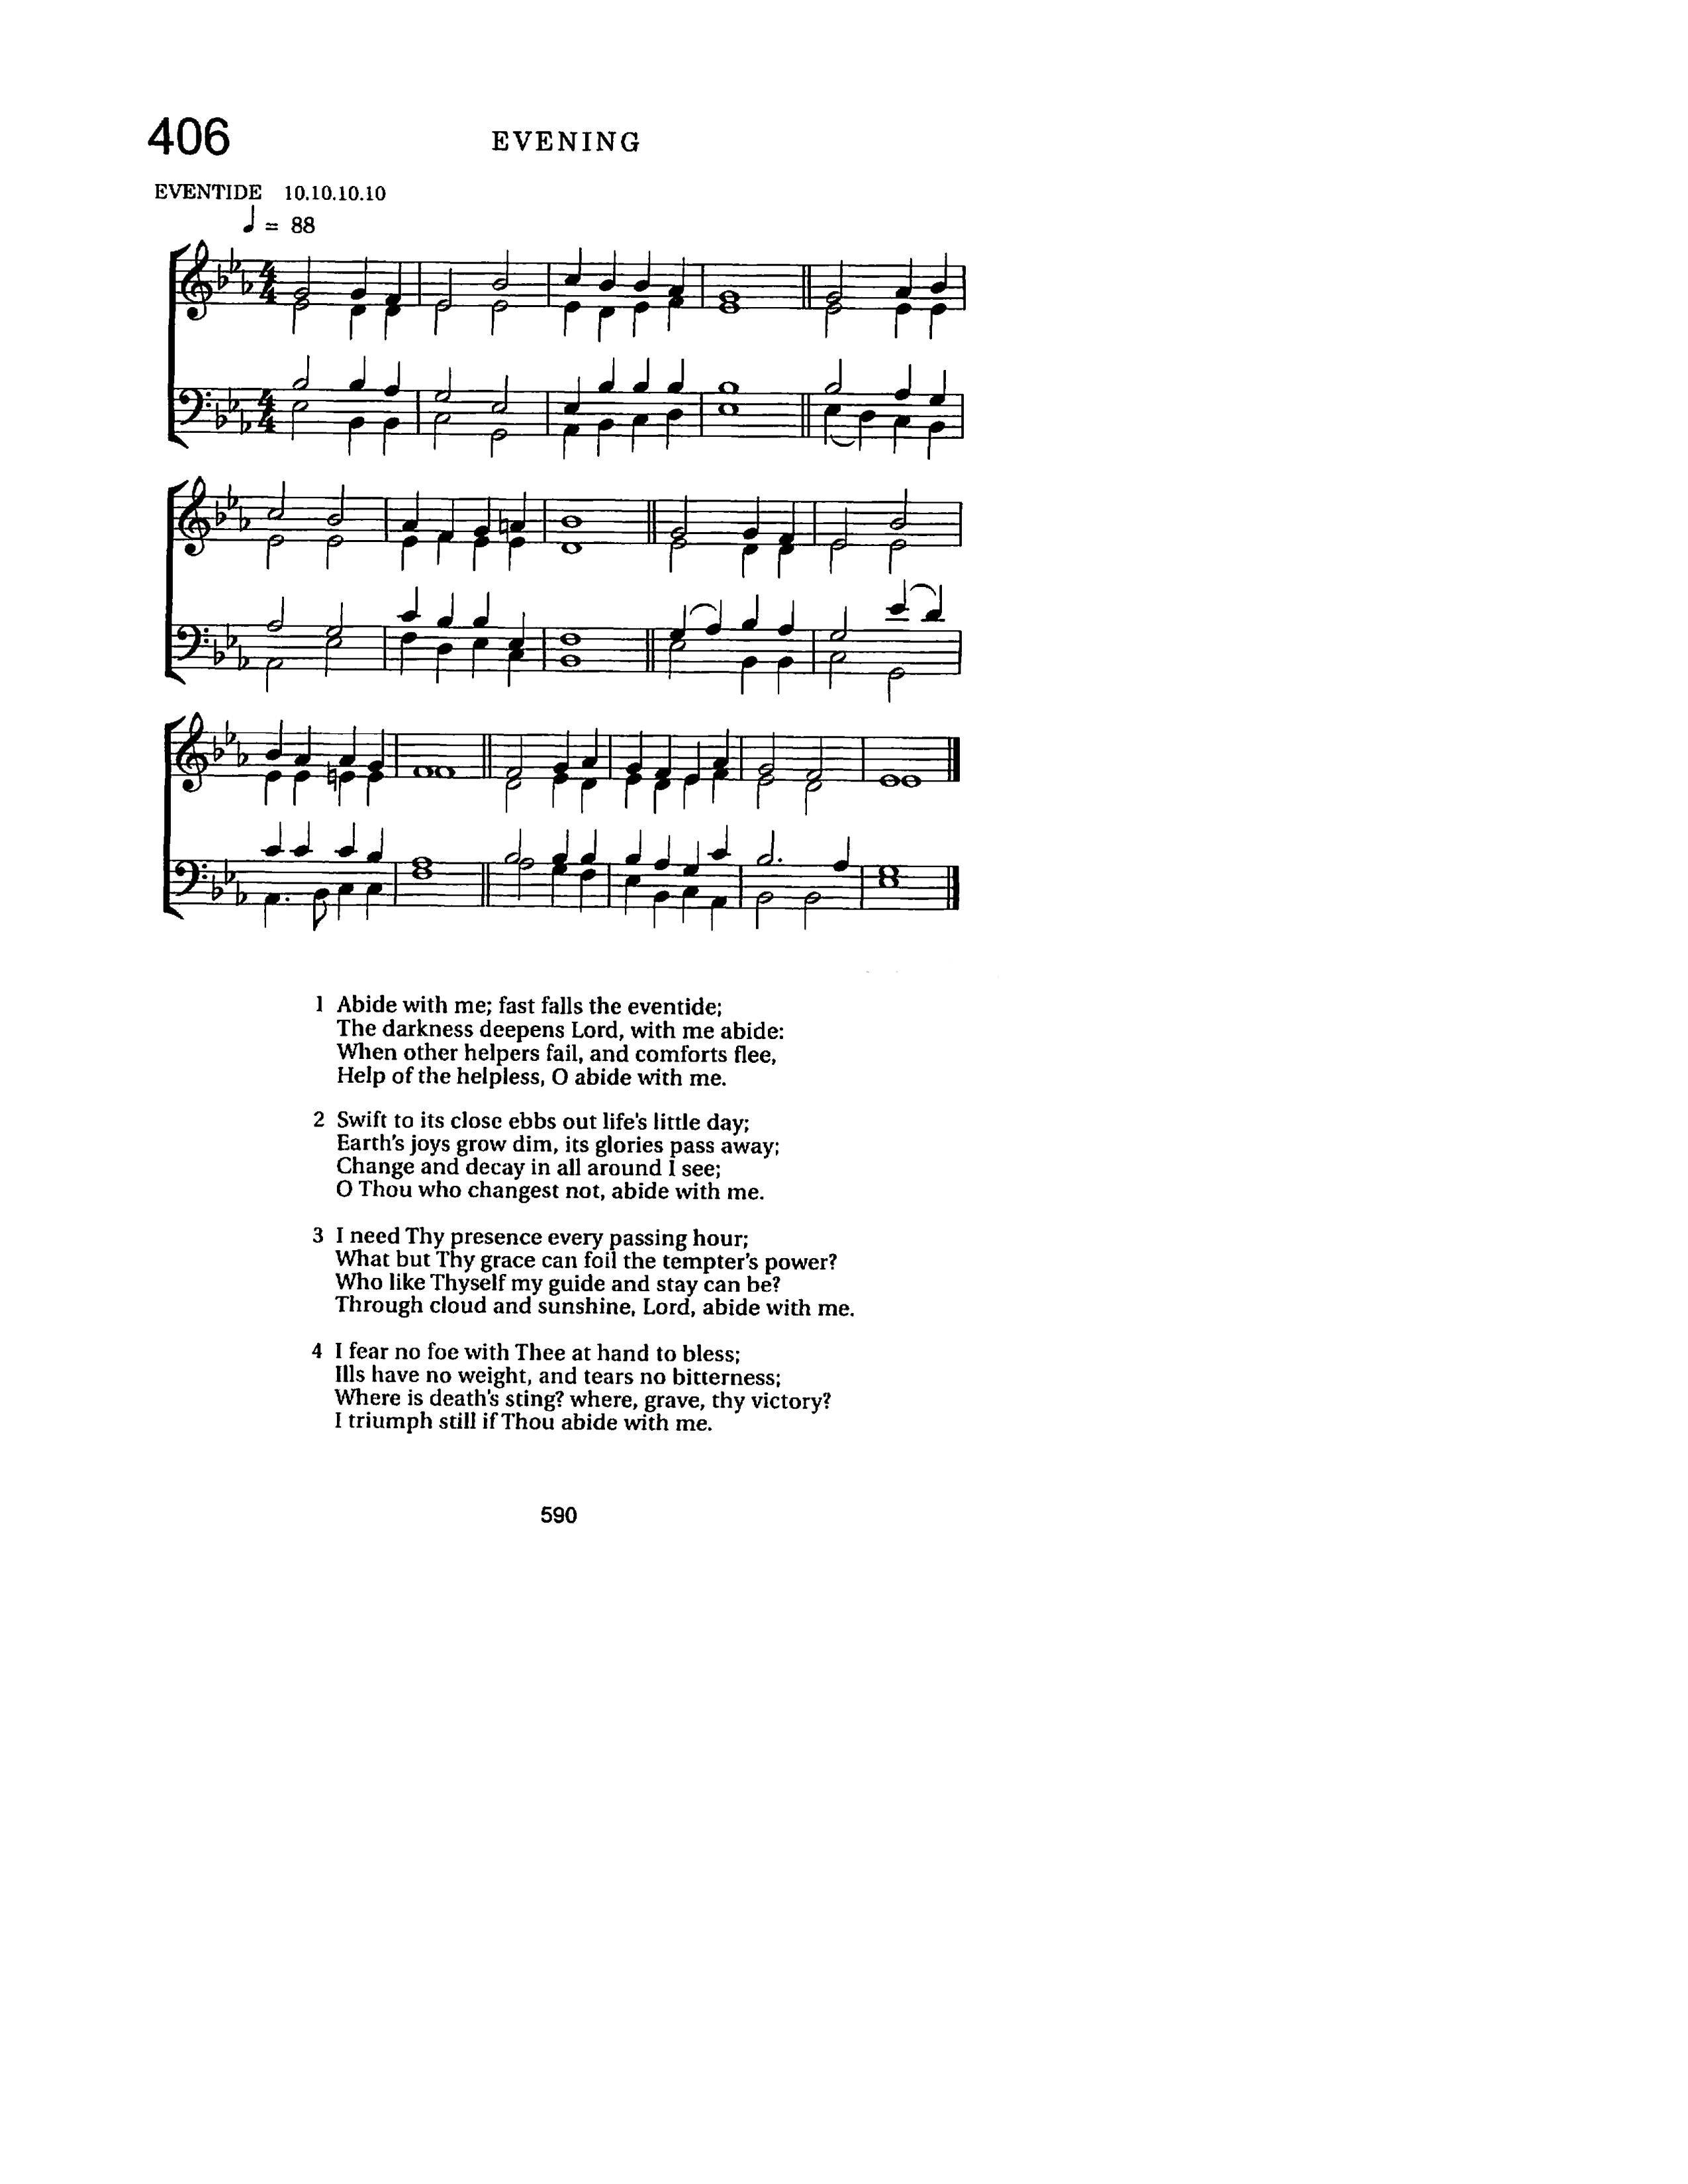 406
EVENING
EVENTIDE 10.10.10.10
♩ = 88
1 Abide with me; fast falls the eventide;
The darkness deepens Lord, with me abide:
When other helpers fail, and comforts flee,
Help of the helpless, O abide with me.
2 Swift to its close ebbs out life's little day;
Earth's joys grow dim, its glories pass away;
Change and decay in all around I see;
O Thou who changest not, abide with me.
3 I need Thy presence every passing hour;
What but Thy grace can foil the tempter's power?
Who like Thyself my guide and stay can be?
Through cloud and sunshine, Lord, abide with me.
4 I fear no foe with Thee at hand to bless;
Ills have no weight, and tears no bitterness;
Where is death's sting? where, grave, thy victory?
I triumph still if Thou abide with me.
590